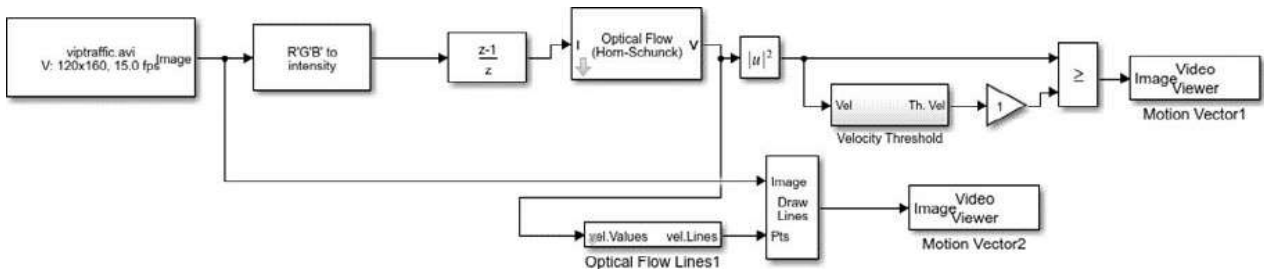 viptraffic.avi
V: 120x160, 15.0 fps
Image
R'G'B' to
intensity
z-1
z
I
Optical Flow
(Horn-Schunck)
V
|u|²
Vel
Th. Vel
Velocity Threshold
1
≥
Image
Video
Viewer
Motion Vector1
Image
Draw
Lines
Pts
vel.Values
vel.Lines
Optical Flow Lines1
Image
Video
Viewer
Motion Vector2